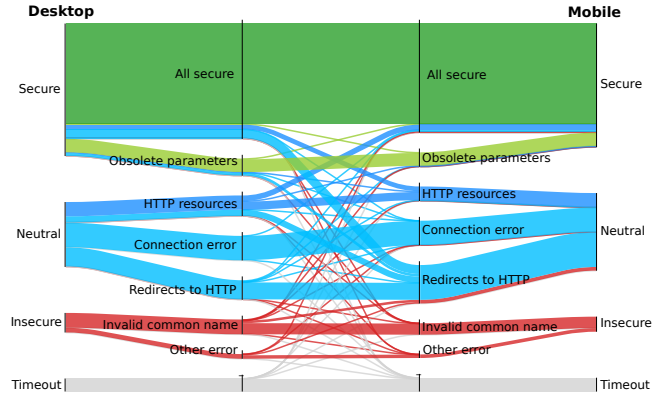 Desktop
Mobile
Secure
All secure
All secure
Secure
Obsolete parameters
Obsolete parameters
HTTP resources
HTTP resources
Neutral
Connection error
Connection error
Neutral
Redirects to HTTP
Redirects to HTTP
Insecure
Invalid common name
Invalid common name
Insecure
Other error
Other error
Timeout
Timeout